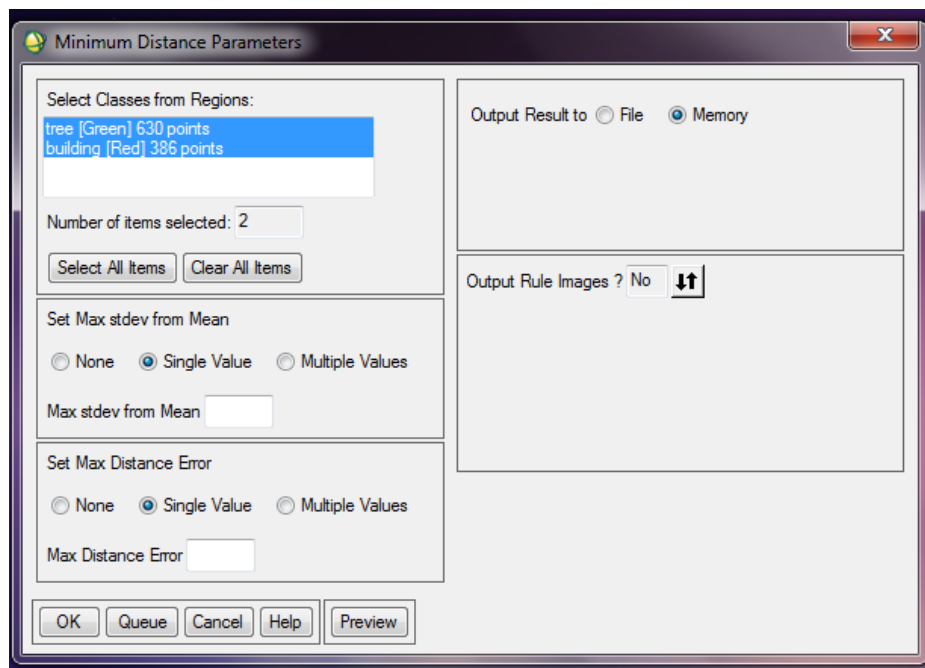 Minimum Distance Parameters
Select Classes from Regions:
tree [Green] 630 points
building [Red] 386 points
Number of items selected: 2
Select All Items Clear All Items
Set Max stdev from Mean
None Single Value Multiple Values
Max stdev from Mean
Set Max Distance Error
None Single Value Multiple Values
Max Distance Error
OK Queue Cancel Help Preview
Output Result to File Memory
Output Rule Images ? No